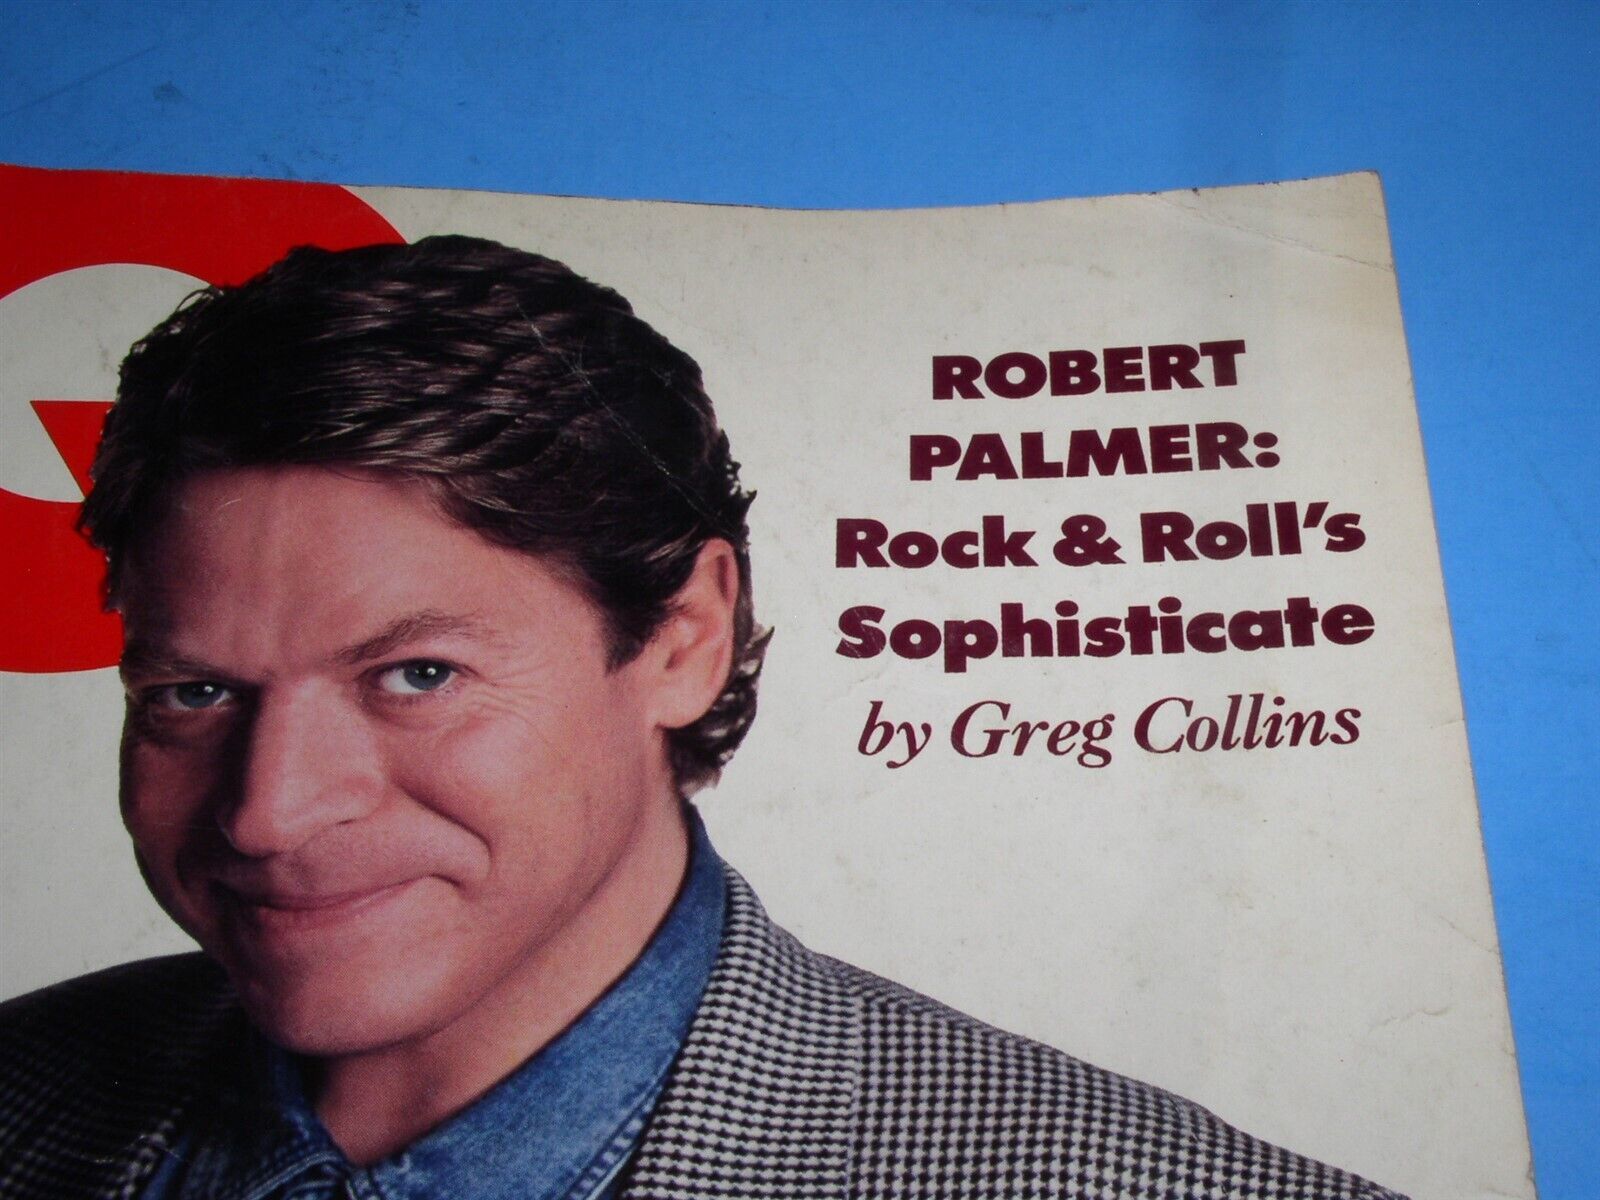 ROBERT
PALMER:
Rock & Roll's
Sophisticate
by Greg Collins